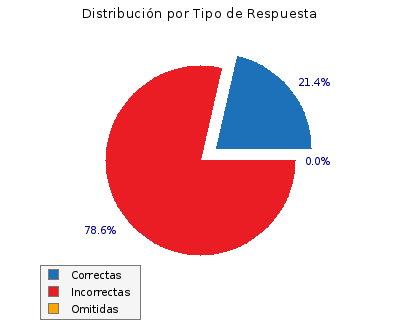 Distribución por Tipo de Respuesta
21.4%
0.0%
78.6%
Correctas
Incorrectas
Omitidas